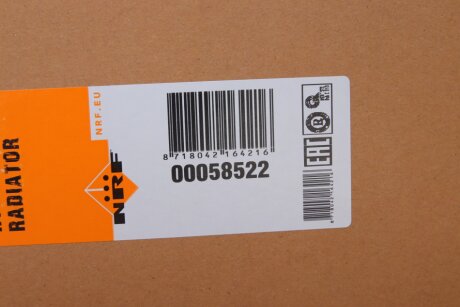 RADIATOR
NRF.EU
NRF
8 718042 164216
00058522
EAC